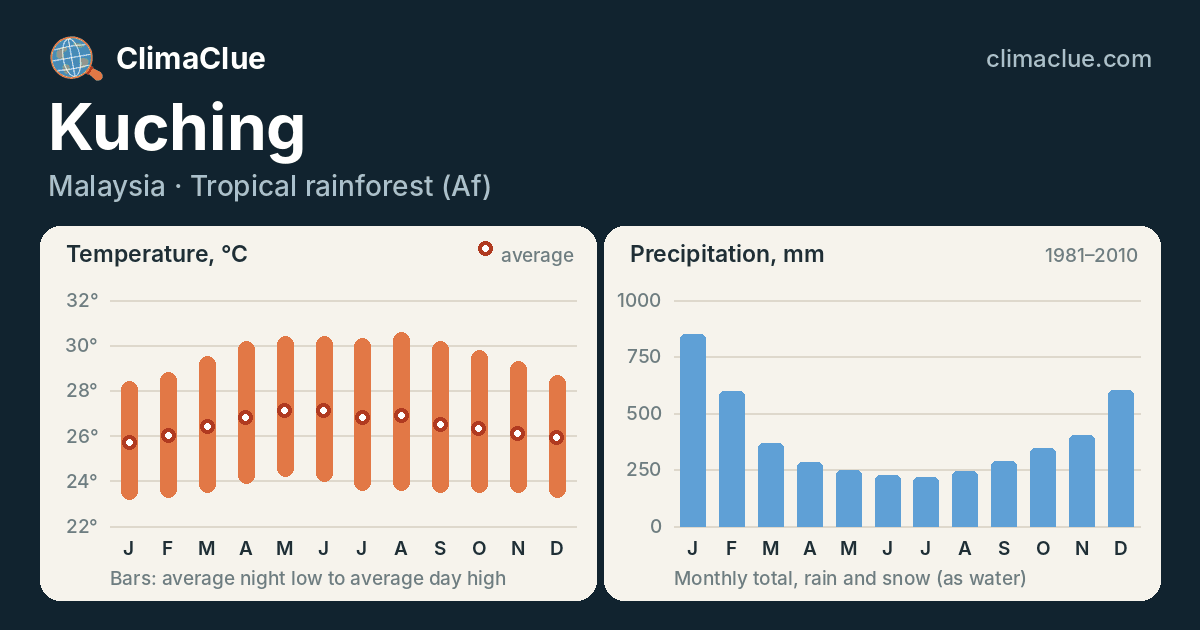 ClimaClue
climaclue.com
Kuching
Malaysia · Tropical rainforest (Af)
Temperature, °C
average
32°
30°
28°
26°
24°
22°
J F M A M J J A S O N D
Bars: average night low to average day high
Precipitation, mm
1981–2010
1000
750
500
250
0
J F M A M J J A S O N D
Monthly total, rain and snow (as water)